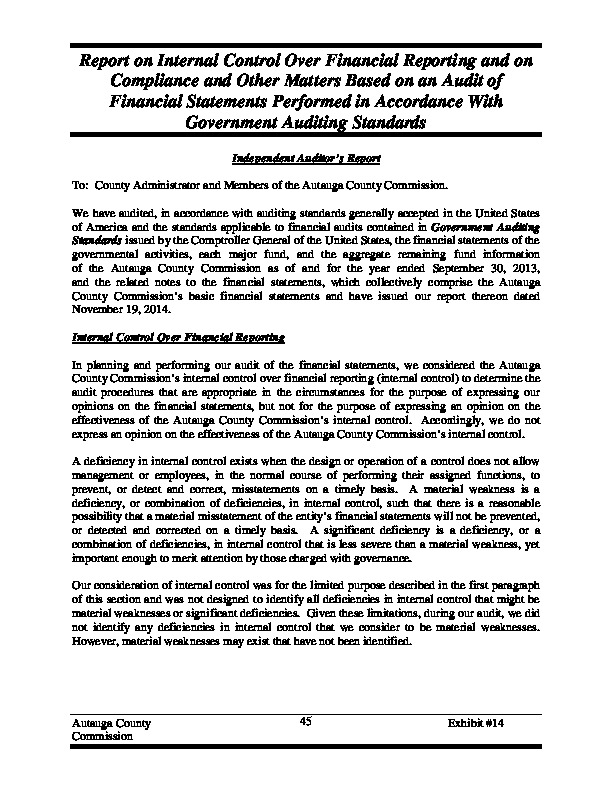 Report on Internal Control Over Financial Reporting and on
Compliance and Other Matters Based on an Audit of
Financial Statements Performed in Accordance With
Government Auditing Standards
Independent Auditor's Report
To: County Administrator and Members of the Autauga County Commission.
We have audited, in accordance with auditing standards generally accepted in the United States
of America and the standards applicable to financial audits contained in Government Auditing
Standards issued by the Comptroller General of the United States, the financial statements of the
governmental activities, each major fund, and the aggregate remaining fund information
of the Autauga County Commission as of and for the year ended September 30, 2013,
and the related notes to the financial statements, which collectively comprise the Autauga
County Commission's basic financial statements and have issued our report thereon dated
November 19, 2014.
Internal Control Over Financial Reporting
In planning and performing our audit of the financial statements, we considered the Autauga
County Commission's internal control over financial reporting (internal control) to determine the
audit procedures that are appropriate in the circumstances for the purpose of expressing our
opinions on the financial statements, but not for the purpose of expressing an opinion on the
effectiveness of the Autauga County Commission's internal control. Accordingly, we do not
express an opinion on the effectiveness of the Autauga County Commission's internal control.
A deficiency in internal control exists when the design or operation of a control does not allow
management or employees, in the normal course of performing their assigned functions, to
prevent, or detect and correct, misstatements on a timely basis. A material weakness is a
deficiency, or combination of deficiencies, in internal control, such that there is a reasonable
possibility that a material misstatement of the entity's financial statements will not be prevented,
or detected and corrected on a timely basis. A significant deficiency is a deficiency, or a
combination of deficiencies, in internal control that is less severe than a material weakness, yet
important enough to merit attention by those charged with governance.
Our consideration of internal control was for the limited purpose described in the first paragraph
of this section and was not designed to identify all deficiencies in internal control that might be
material weaknesses or significant deficiencies. Given these limitations, during our audit, we did
not identify any deficiencies in internal control that we consider to be material weaknesses.
However, material weaknesses may exist that have not been identified.
Autauga County 45 Exhibit #14
Commission